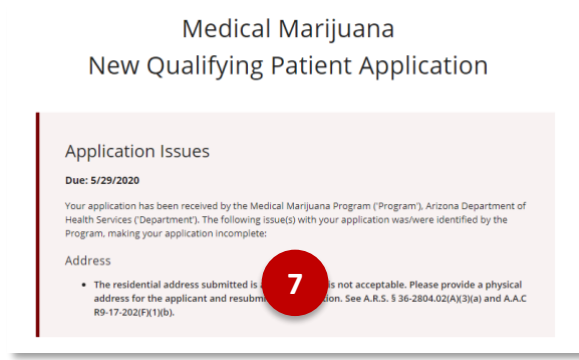 Medical Marijuana
New Qualifying Patient Application
Application Issues
Due: 5/29/2020
Your application has been received by the Medical Marijuana Program ('Program'), Arizona Department of
Health Services ('Department'). The following issue(s) with your application was/were identified by the
Program, making your application incomplete:
Address
• The residential address submitted is 7 is not acceptable. Please provide a physical
address for the applicant and resubm on. See A.R.S. § 36-2804.02(A)(3)(a) and A.A.C
R9-17-202(F)(1)(b).